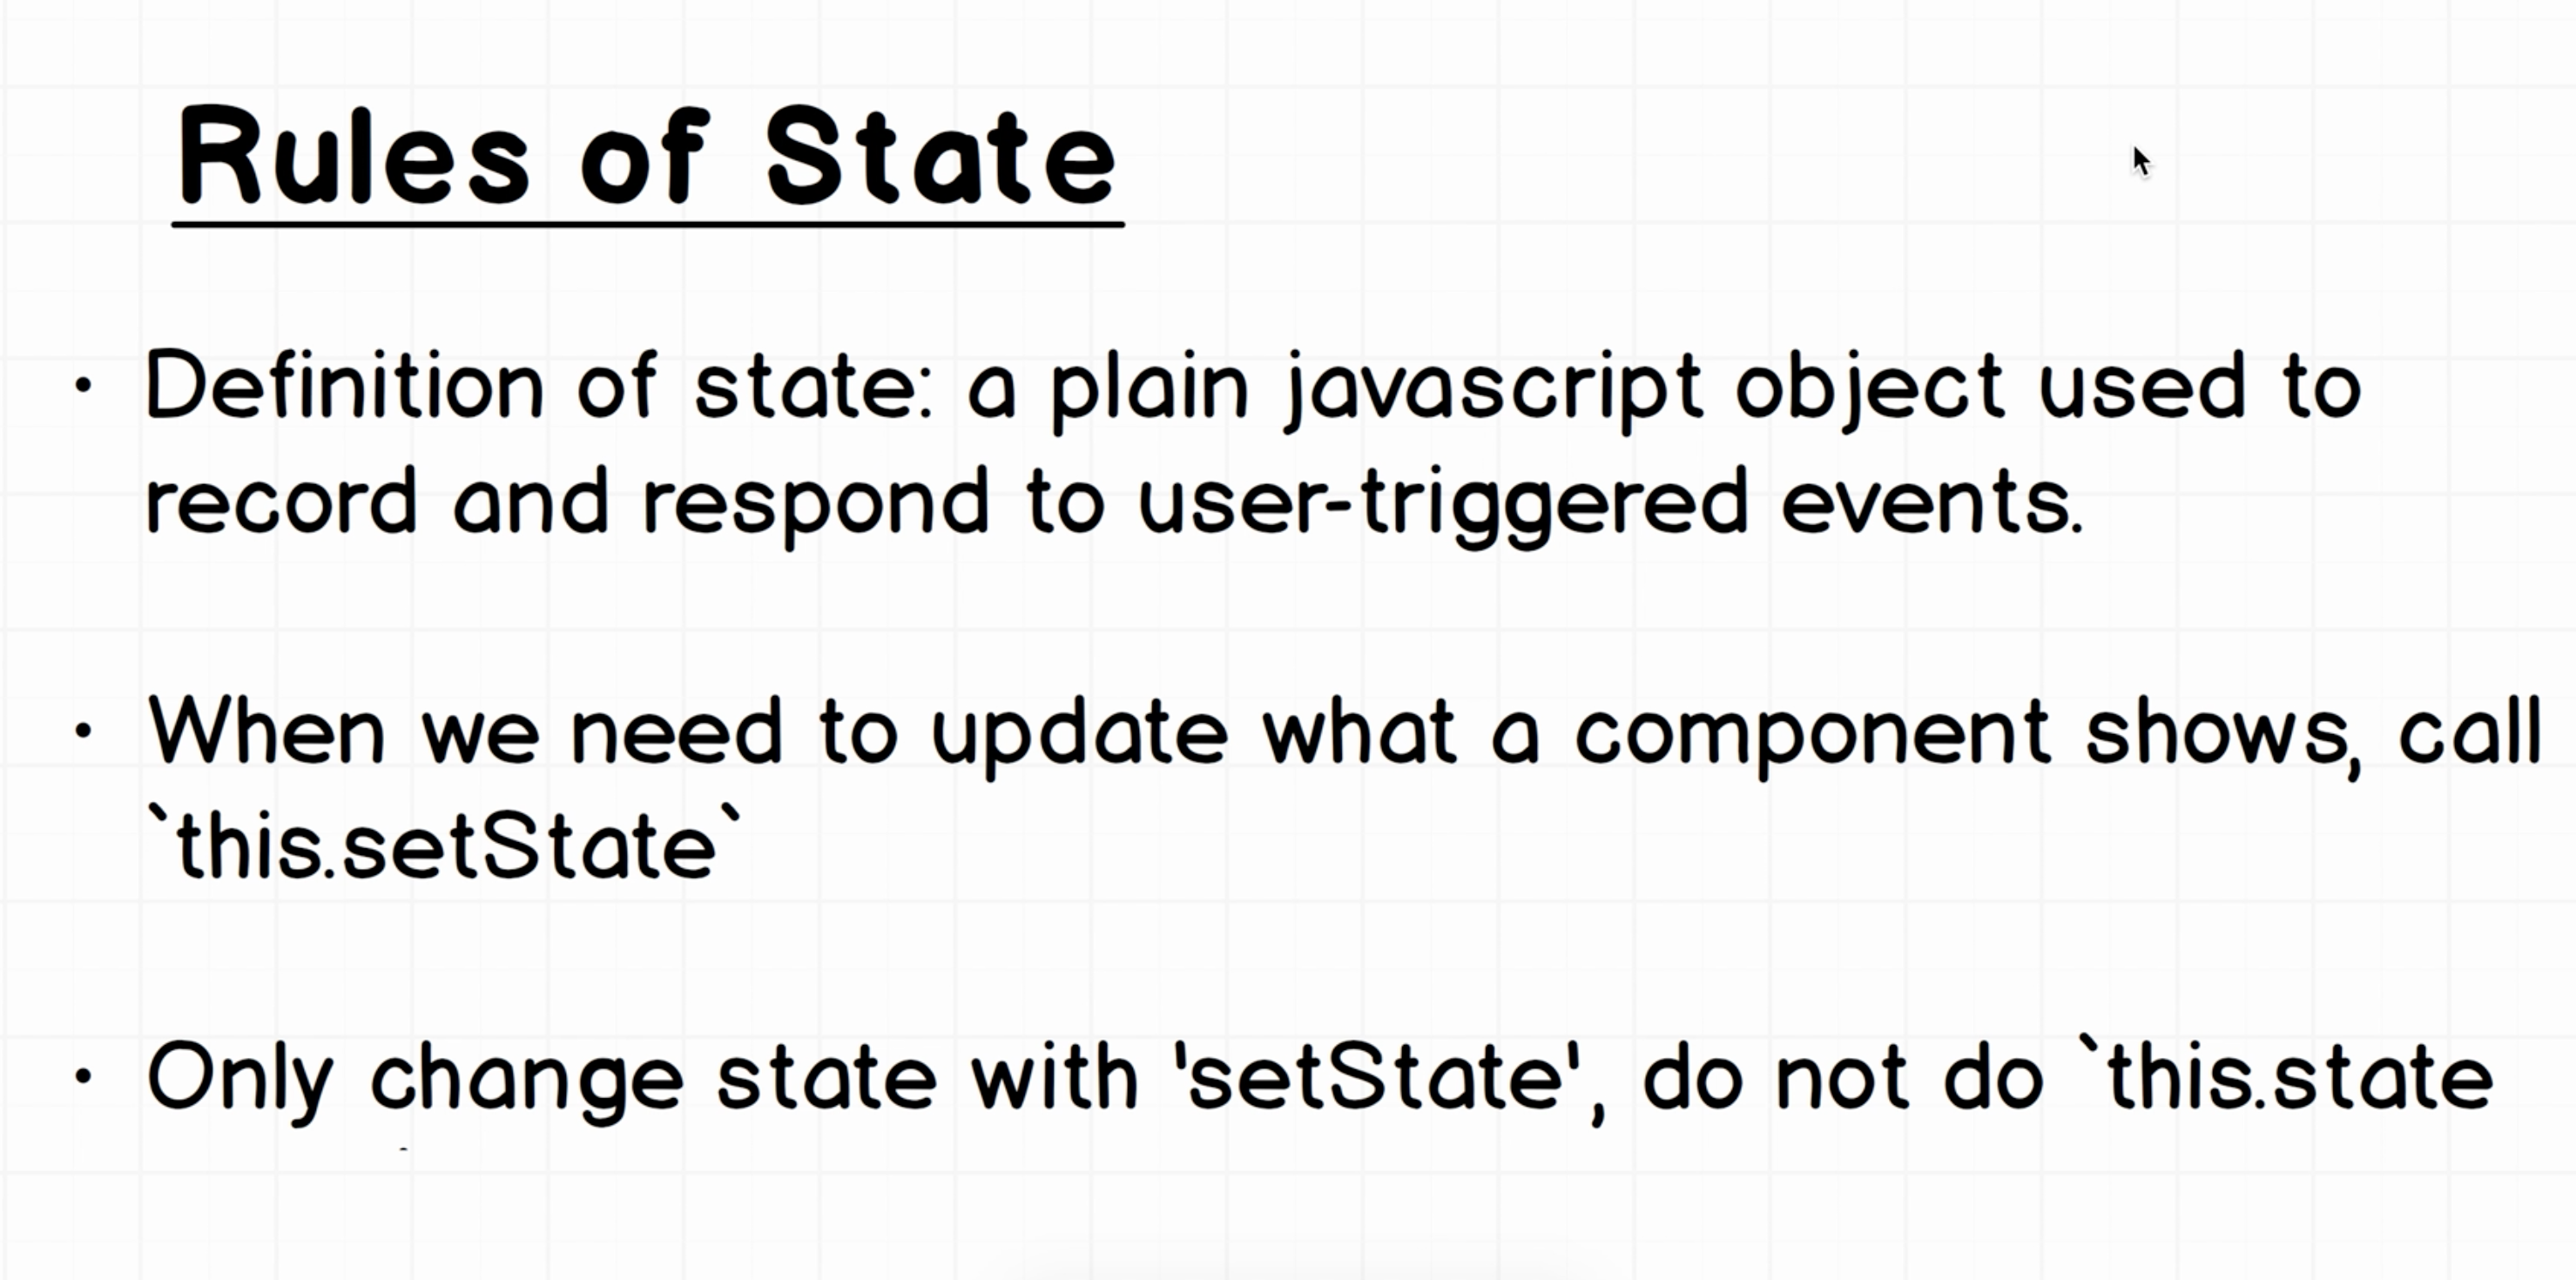 Rules of State
• Definition of state: a plain javascript object used to
record and respond to user-triggered events.
• When we need to update what a component shows, call
`this.setState`
• Only change state with 'setState', do not do `this.state